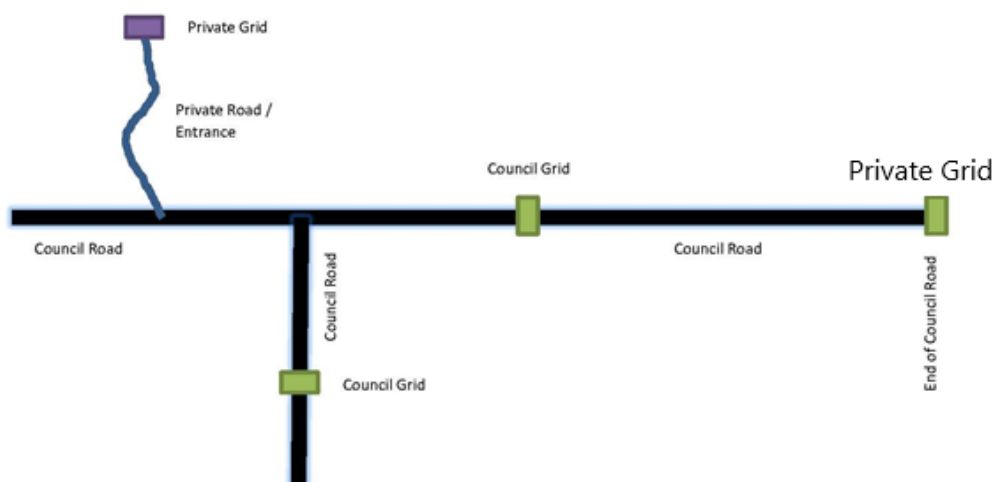 Private Grid
Private Road /
Entrance
Council Grid
Private Grid
Council Road
Council Road
Council Road
End of Council Road
Council Grid